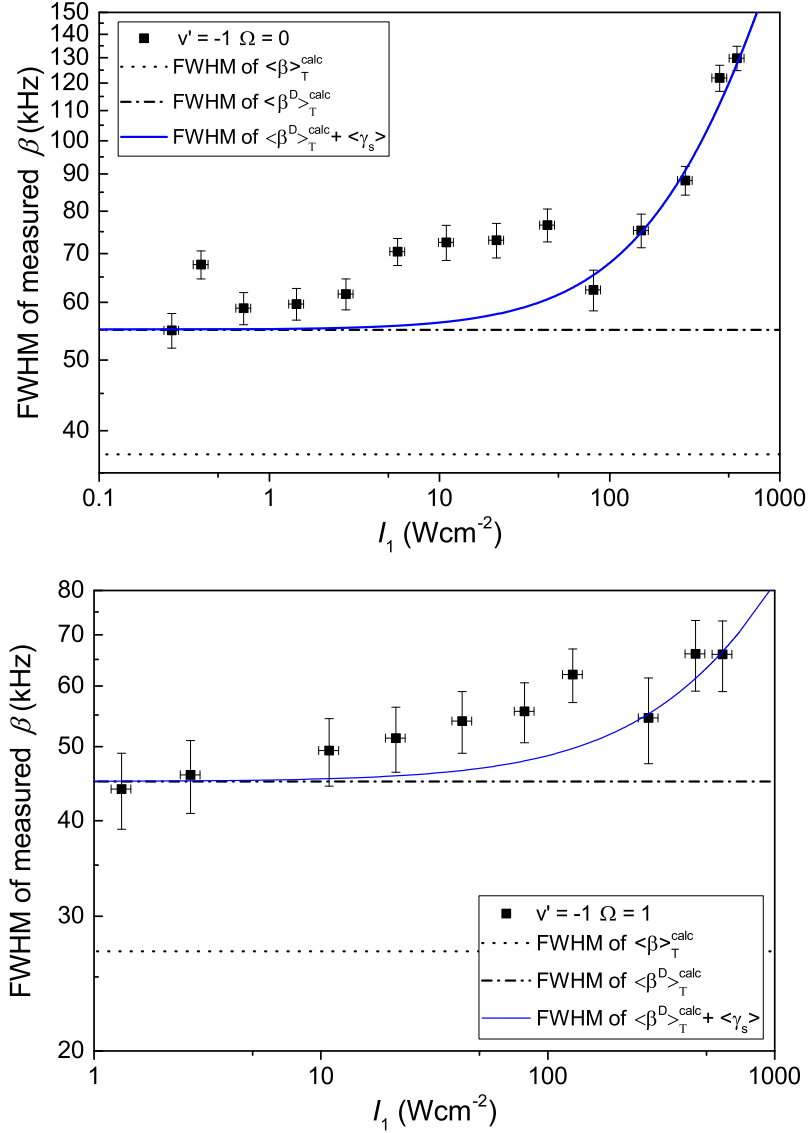 150
140
130
120
110
100
90
80
70
60
50
40
FWHM of measured β (kHz)
v' = -1 Ω = 0
FWHM of <β>_T^calc
FWHM of <β^D>_T^calc
FWHM of <β^D>_T^calc + <γ_s>
0.1 1 10 100 1000
I_1 (Wcm^-2)
80
70
60
50
40
30
20
FWHM of measured β (kHz)
v' = -1 Ω = 1
FWHM of <β>_T^calc
FWHM of <β^D>_T^calc
FWHM of <β^D>_T^calc + <γ_s>
1 10 100 1000
I_1 (Wcm^-2)